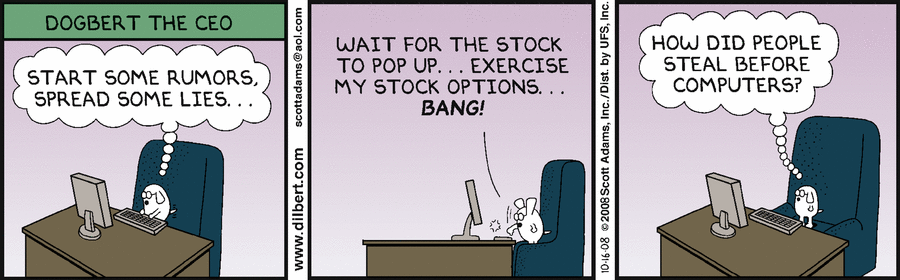 DOGBERT THE CEO
START SOME RUMORS,
SPREAD SOME LIES...
www.dilbert.com scottadams@aol.com
WAIT FOR THE STOCK
TO POP UP... EXERCISE
MY STOCK OPTIONS...
BANG!
10-16-08 © 2008 Scott Adams, Inc./Dist. by UFS, Inc.
HOW DID PEOPLE
STEAL BEFORE
COMPUTERS?